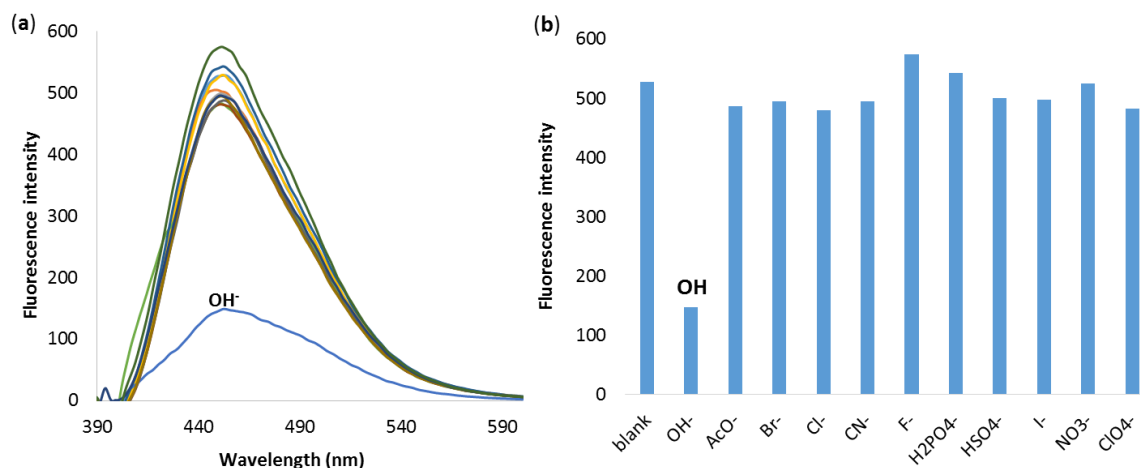 (a)
Fluorescence intensity
600
500
400
300
200
100
0
OH-
390
440
490
540
590
Wavelength (nm)
(b)
Fluorescence intensity
600
500
400
300
200
100
0
OH
blank
OH-
AcO-
Br-
Cl-
CN-
F-
H2PO4-
HSO4-
I-
NO3-
ClO4-